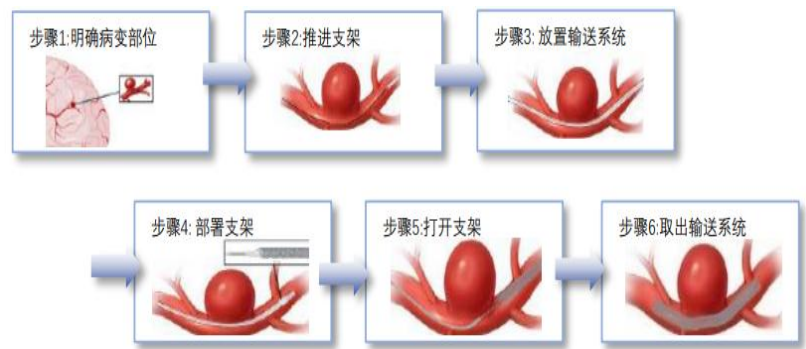 步骤1:明确病变部位
步骤2:推进支架
步骤3: 放置输送系统
步骤4: 部署支架
步骤5:打开支架
步骤6:取出输送系统